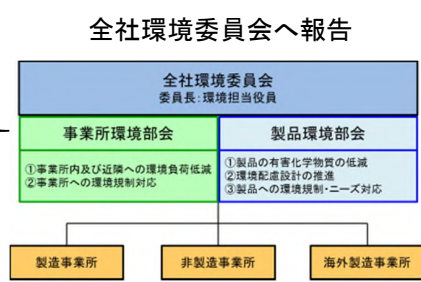 全社環境委員会へ報告
全社環境委員会
委員長:環境担当役員
事業所環境部会
①事業所内及び近隣への環境負荷低減
②事業所への環境規制対応
製品環境部会
①製品の有害化学物質の低減
②環境配慮設計の推進
③製品への環境規制・ニーズ対応
製造事業所
非製造事業所
海外製造事業所